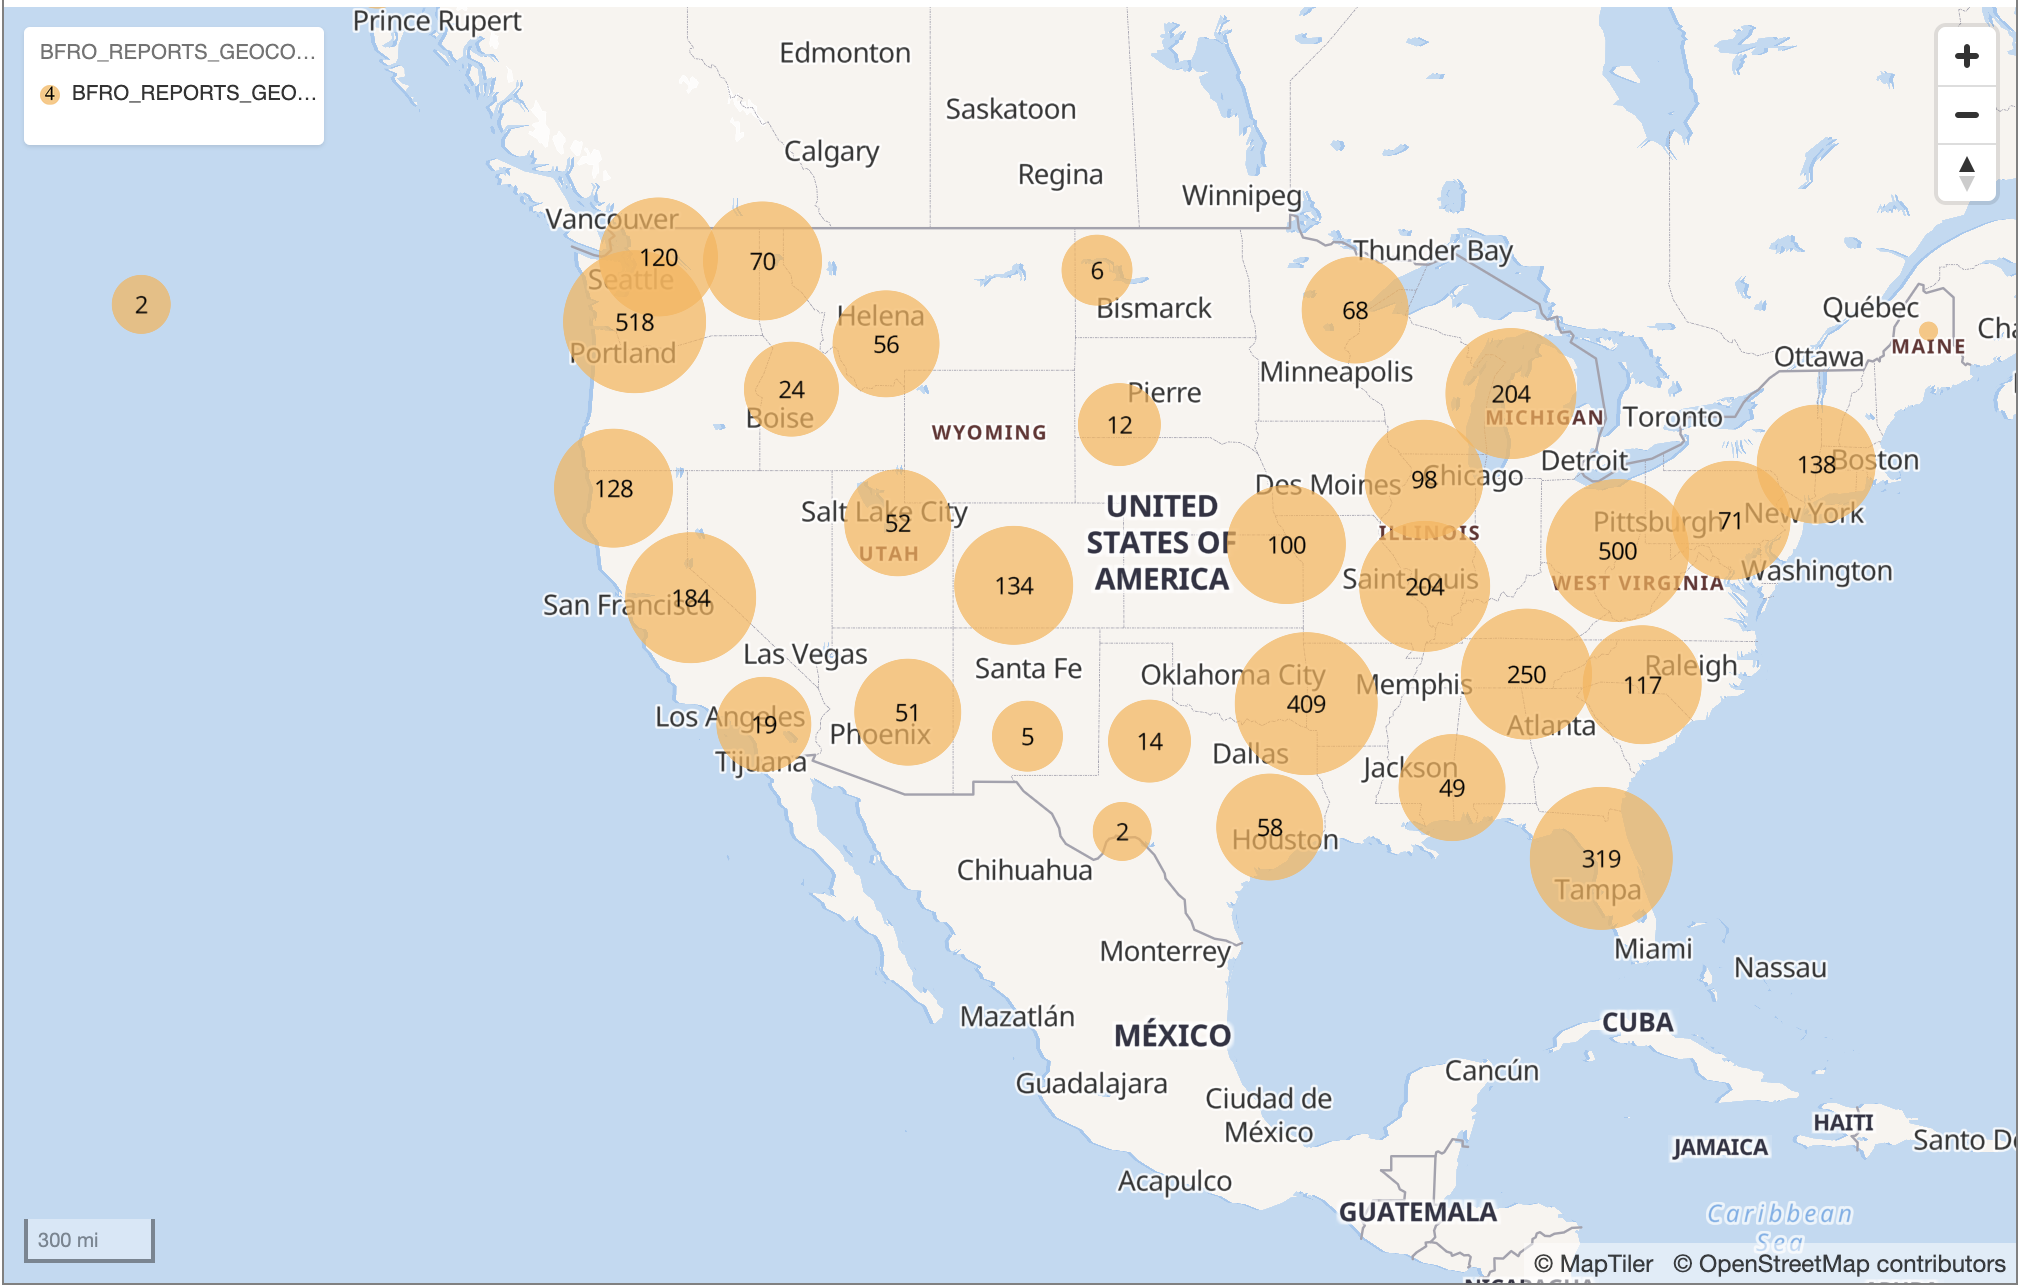 Prince Rupert
BFRO_REPORTS_GEOCO...
4 BFRO_REPORTS_GEO...
Edmonton
Saskatoon
Calgary
Regina
Winnipeg
Vancouver
Thunder Bay
120
70
6
Seattle
2
Québec
Bismarck
68
Helena
518
56
MAINE
Portland
Ottawa
Minneapolis
24
Pierre
204
Boise
12
MICHIGAN
Toronto
WYOMING
138
Boston
Detroit
98
Chicago
128
Des Moines
Salt Lake City
52
UNITED
STATES OF
AMERICA
Pittsburgh
71
New York
ILLINOIS
UTAH
100
500
134
Saint Louis
204
WEST VIRGINIA
Washington
San Francisco
184
Las Vegas
Santa Fe
Oklahoma City
Memphis
250
Raleigh
117
409
Los Angeles
19
51
Phoenix
5
14
Atlanta
Tijuana
Dallas
Jackson
49
2
58
Houston
319
Chihuahua
Tampa
Monterrey
Miami
Nassau
Mazatlán
MÉXICO
CUBA
Guadalajara
Cancún
Ciudad de
México
HAITI
JAMAICA
Santo D
Acapulco
GUATEMALA
Caribbean
Sea
300 mi
© MapTiler © OpenStreetMap contributors